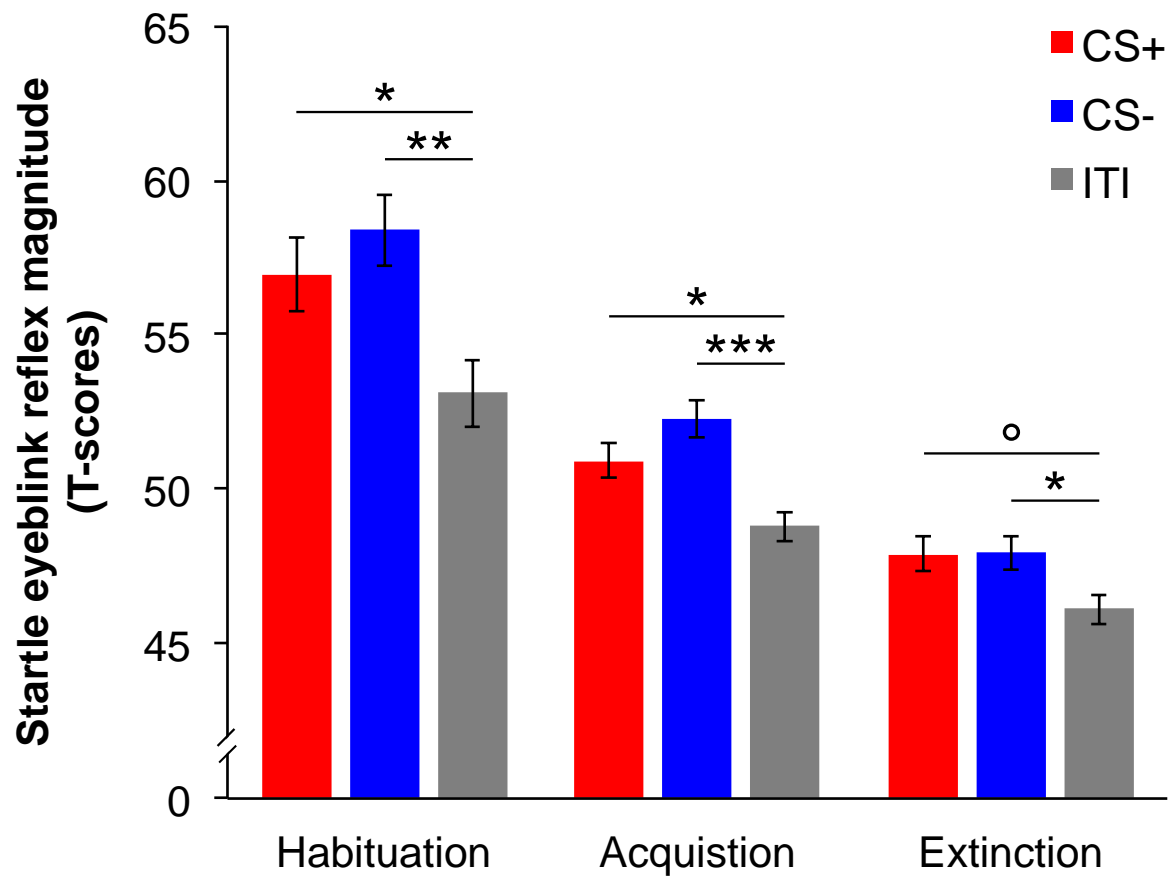 Startle eyeblink reflex magnitude
(T-scores)
65
60
55
50
45
0
CS+
CS-
ITI
*
**
*
***
°
*
Habituation
Acquistion
Extinction